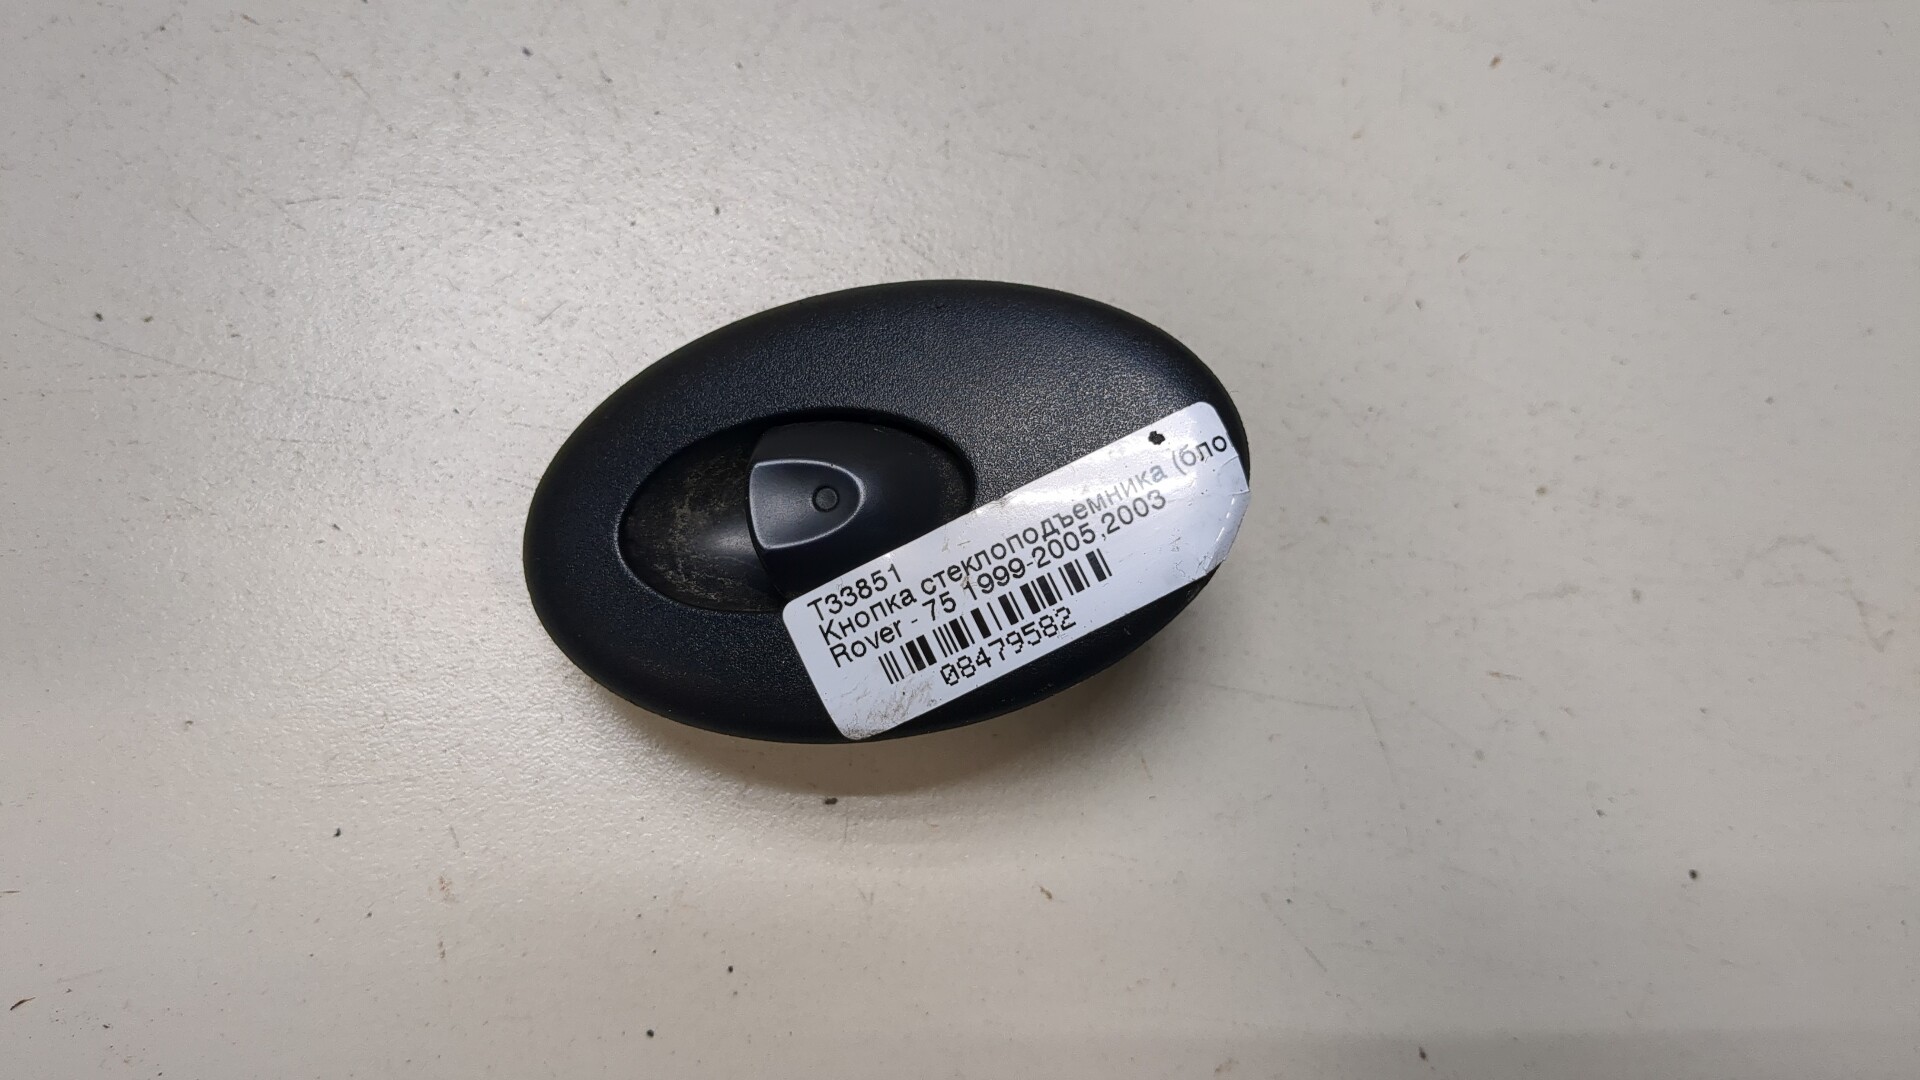 T33851
Кнопка стеклоподъемника (бло
Rover - 75 1999-2005,2003
08479582